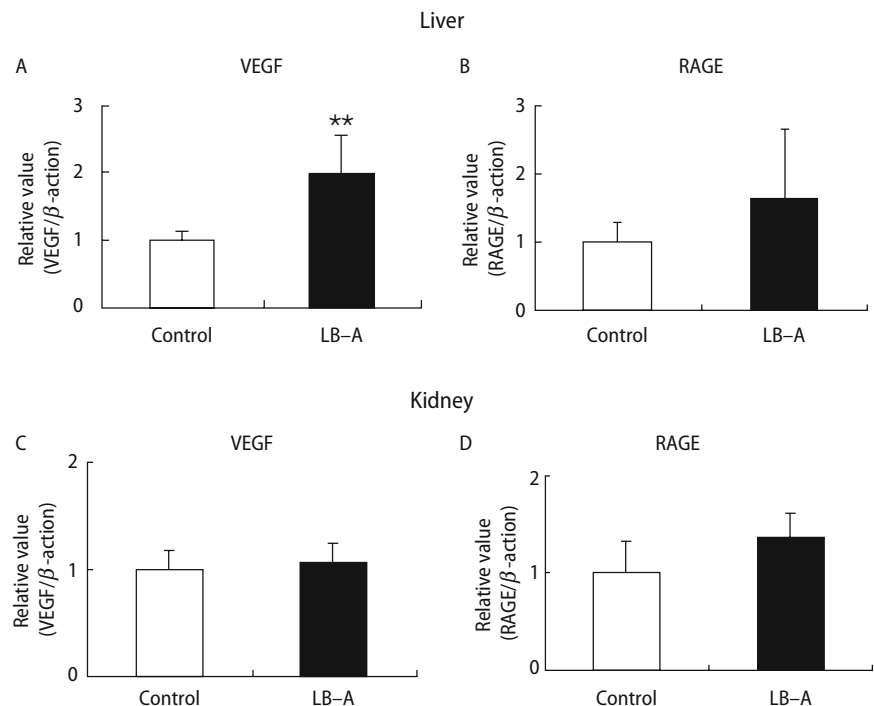 Liver
A VEGF
Relative value
(VEGF/β-action)
3
2
1
0
**
Control LB–A
B RAGE
Relative value
(RAGE/β-action)
3
2
1
0
Control LB–A
Kidney
C VEGF
Relative value
(VEGF/β-action)
2
1
0
Control LB–A
D RAGE
Relative value
(RAGE/β-action)
2
1
0
Control LB–A